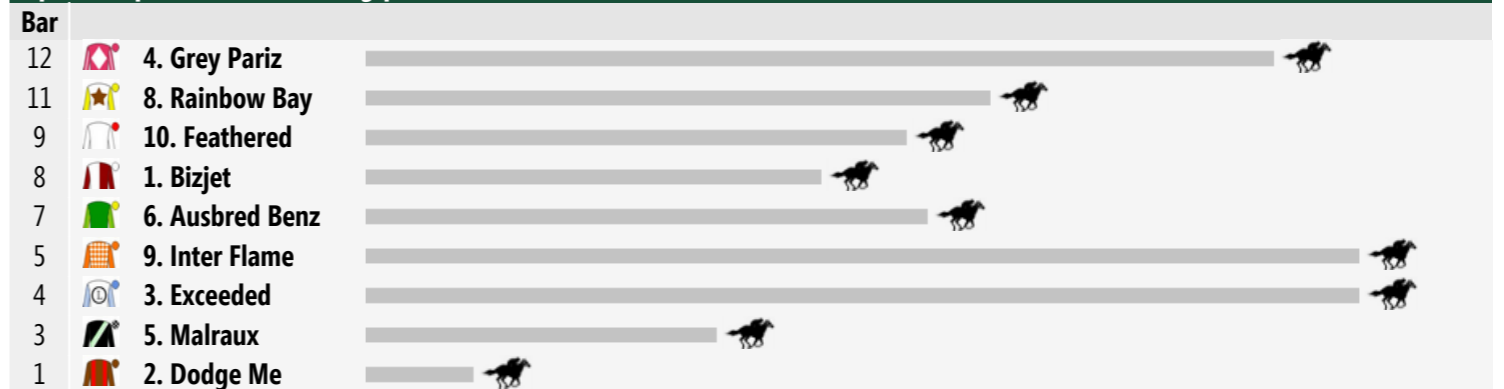 Bar
12 4. Grey Pariz
11 8. Rainbow Bay
9 10. Feathered
8 1. Bizjet
7 6. Ausbred Benz
5 9. Inter Flame
4 3. Exceeded
3 5. Malraux
1 2. Dodge Me